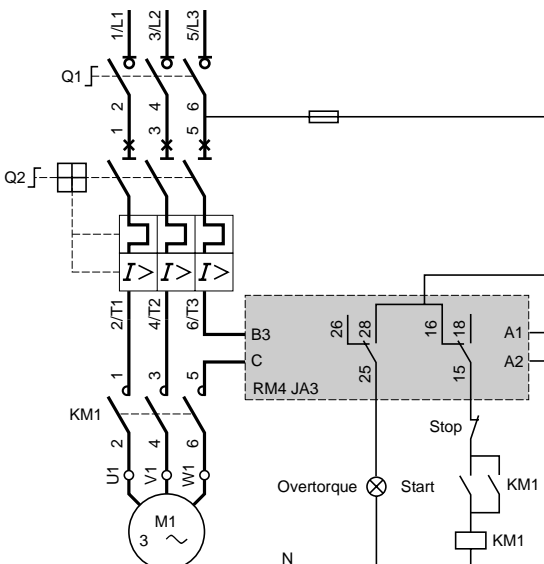 1/L1 3/L2 5/L3
Q1
2 4 6
1 3 5
Q2
I> I> I>
2/T1 4/T2 6/T3
B3
C
RM4 JA3
26 28
25
16 18
15
A1
A2
1 3 5
KM1
2 4 6
U1 V1 W1
M1
3
Stop
Overtorque
Start
KM1
KM1
N